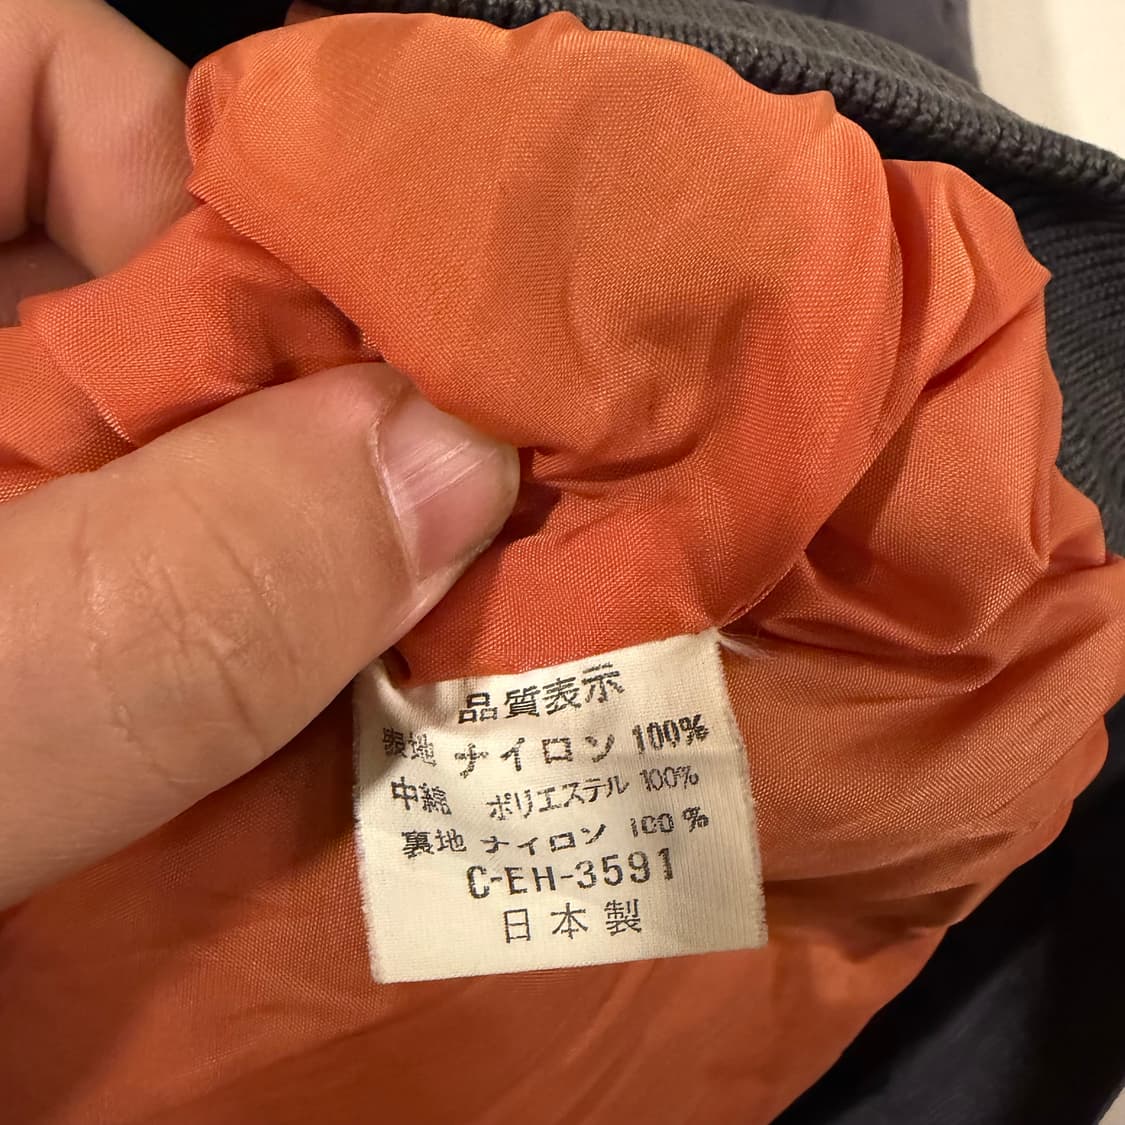 品質表示
表地 ナイロン 100%
中綿 ポリエステル 100%
裏地 ナイロン 100%
C-EH-3591
日本製